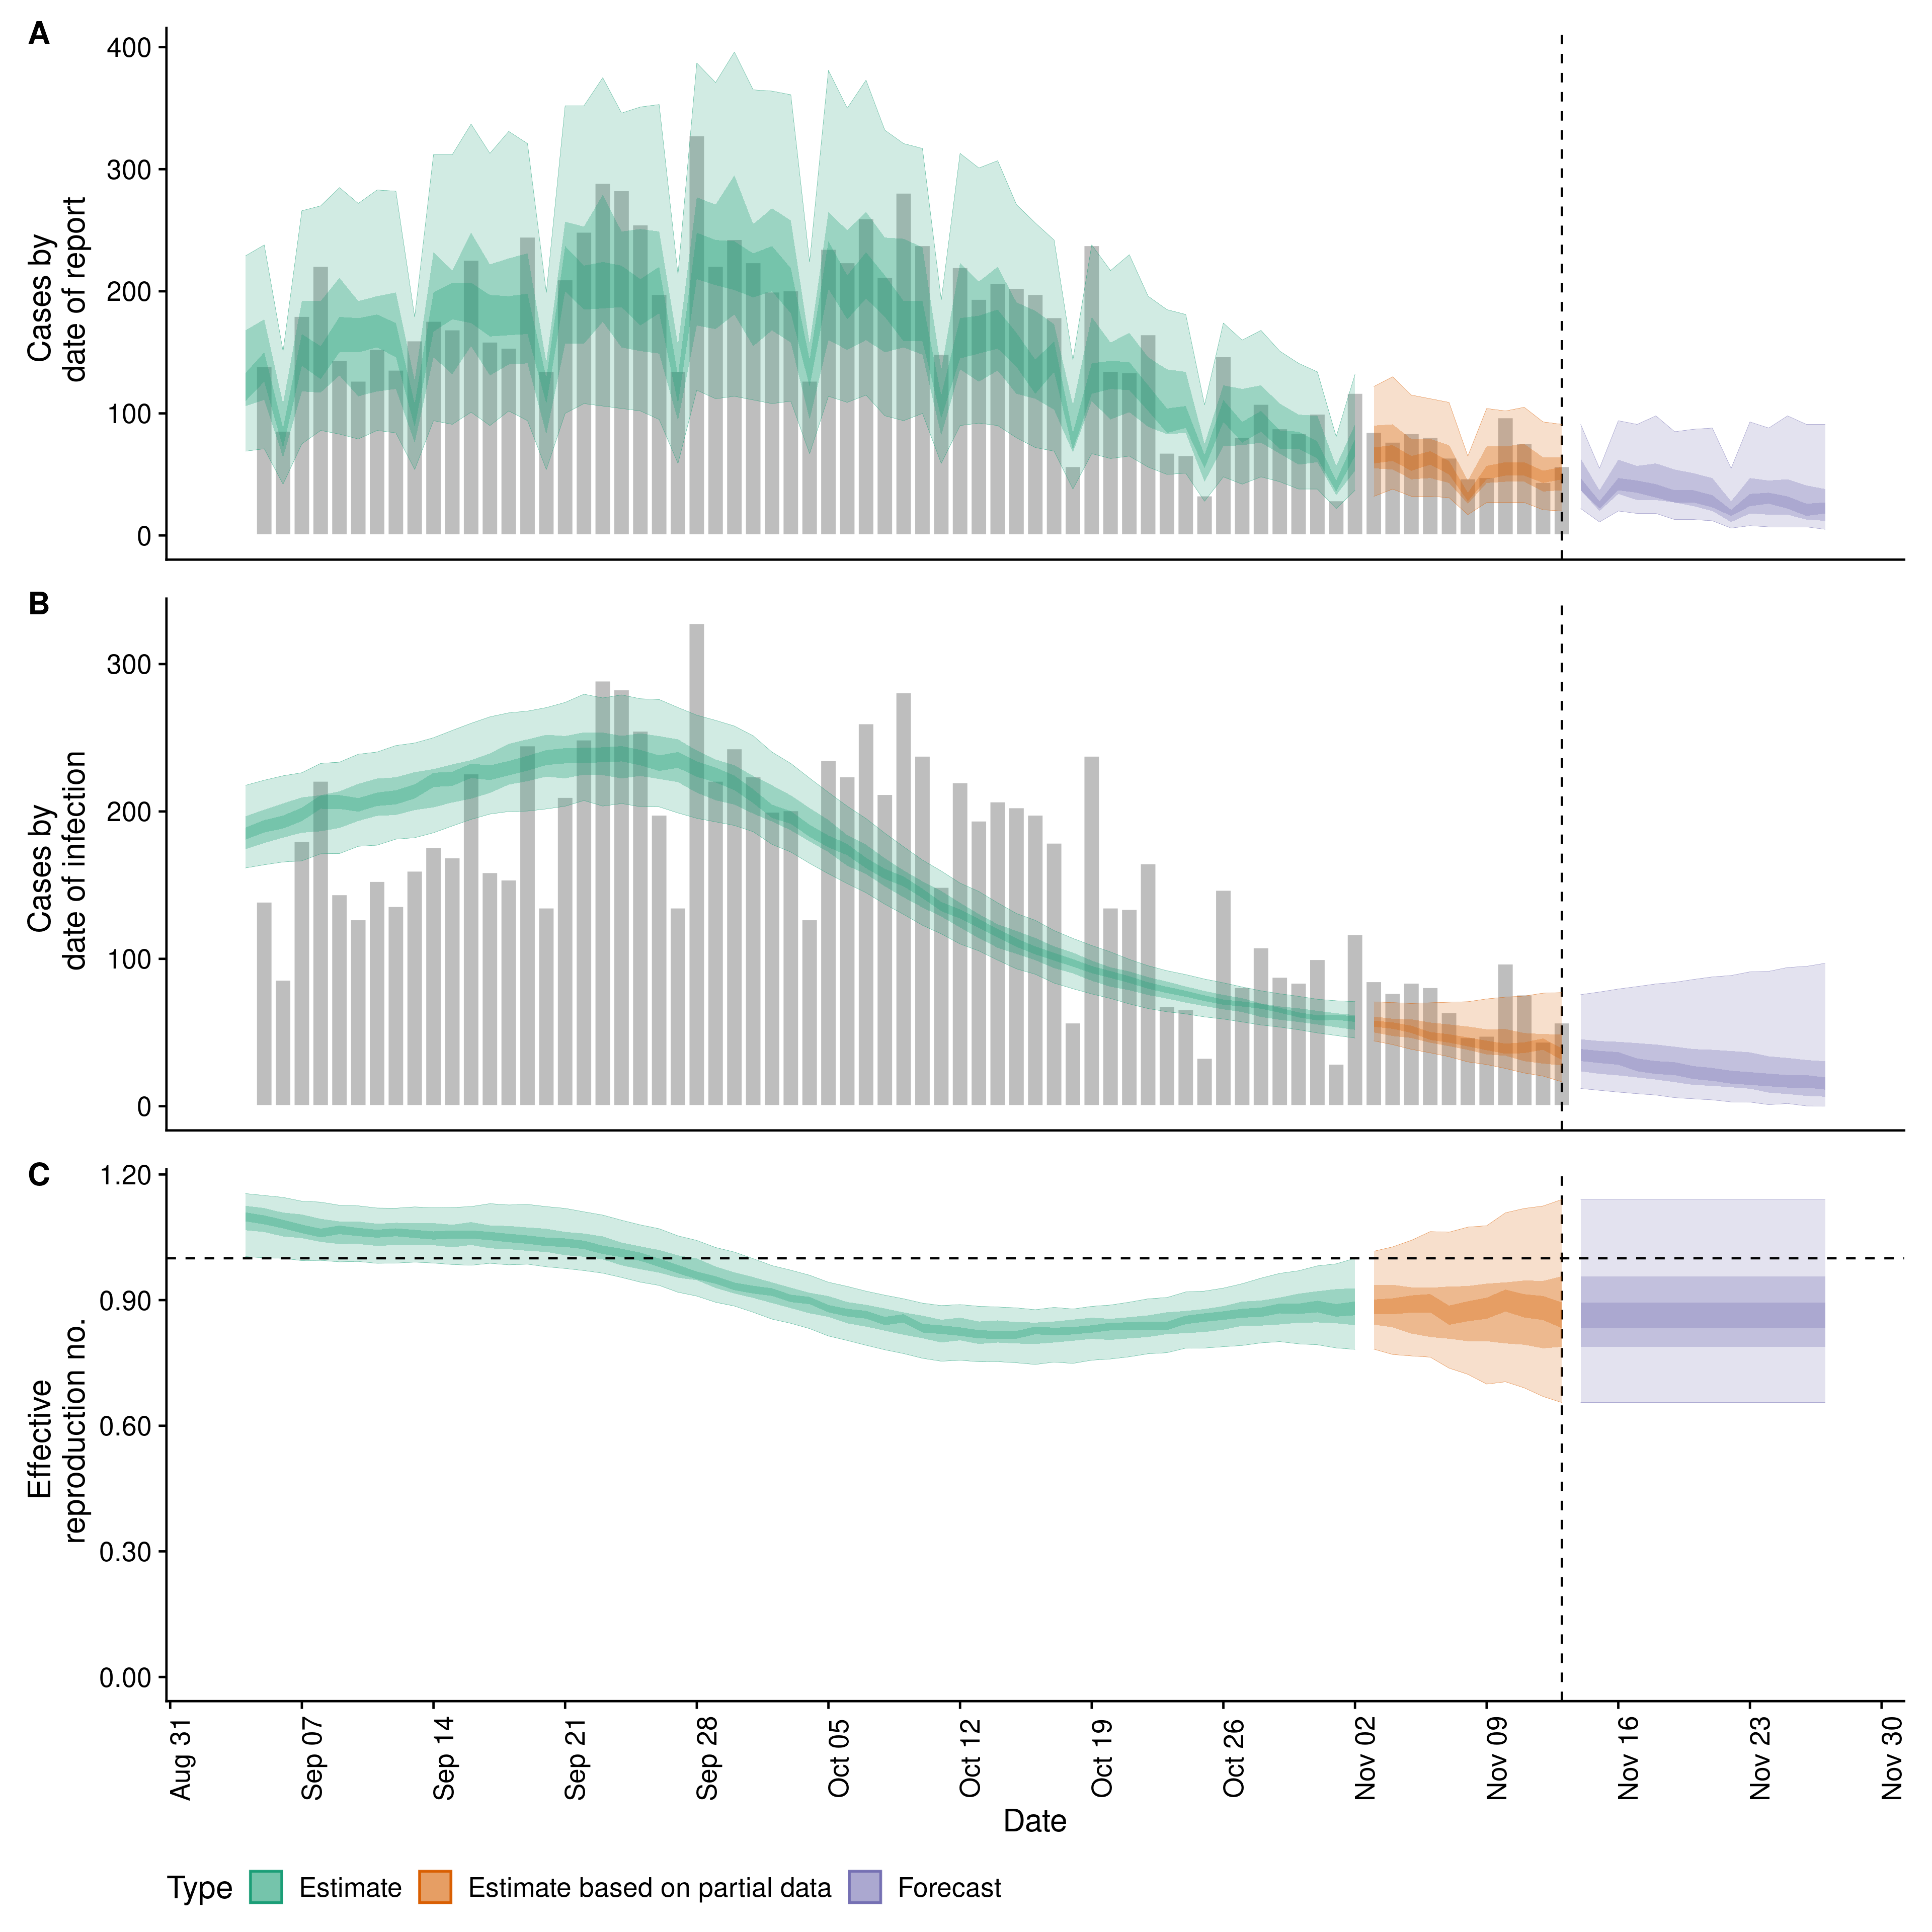 A
Cases by
date of report
400
300
200
100
0
B
Cases by
date of infection
300
200
100
0
C
Effective
reproduction no.
1.20
0.90
0.60
0.30
0.00
Aug 31
Sep 07
Sep 14
Sep 21
Sep 28
Oct 05
Oct 12
Oct 19
Oct 26
Nov 02
Nov 09
Nov 16
Nov 23
Nov 30
Date
Type Estimate Estimate based on partial data Forecast